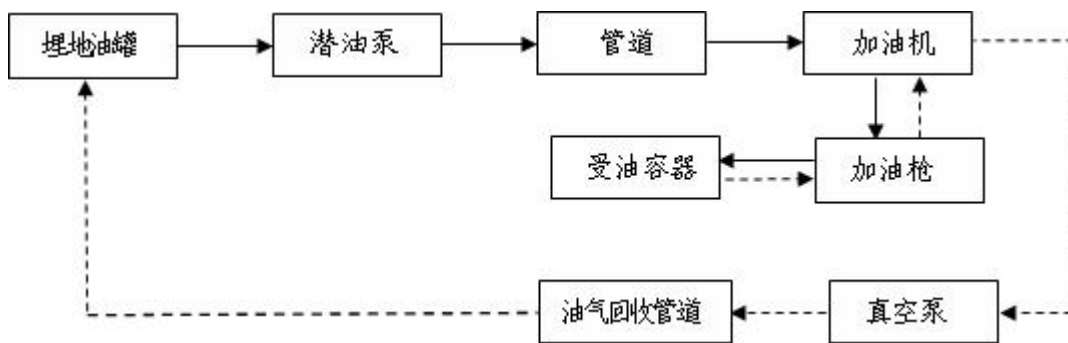 埋地油罐
潜油泵
管道
加油机
受油容器
加油枪
油气回收管道
真空泵